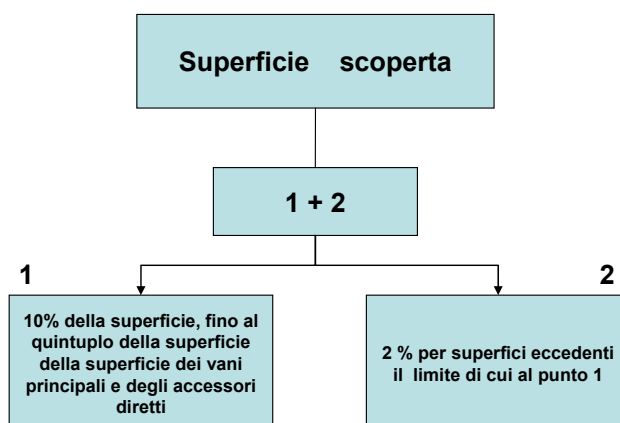 Superficie scoperta
1 + 2
1
2
10% della superficie, fino al
quintuplo della superficie
della superficie dei vani
principali e degli accessori
diretti
2 % per superfici eccedenti
il limite di cui al punto 1